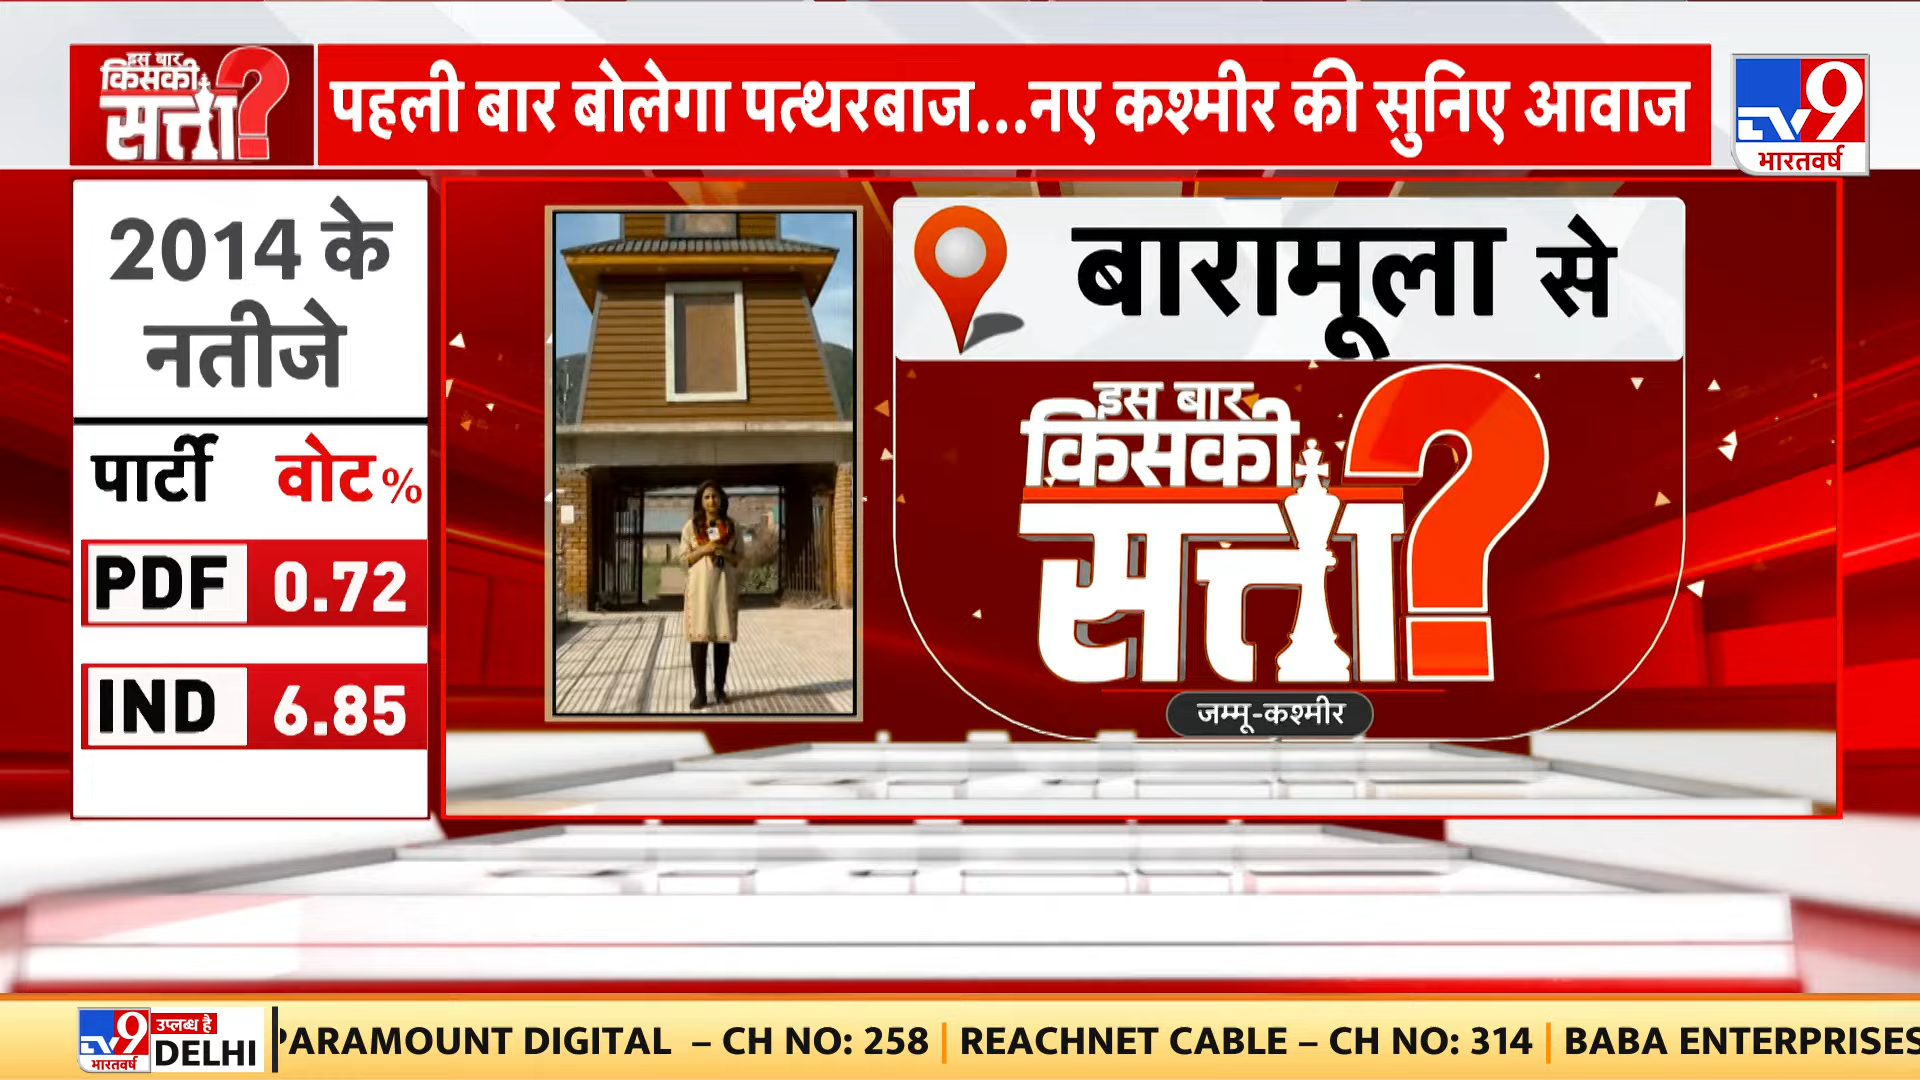 इस बार
किसकी
सत्ता?
पहली बार बोलेगा पत्थरबाज...नए कश्मीर की सुनिए आवाज
TV9
भारतवर्ष
2014 के
नतीजे
पार्टी वोट%
PDF 0.72
IND 6.85
बारामूला से
इस बार
किसकी
सत्ता?
जम्मू-कश्मीर
TV9
भारतवर्ष
उप्लब्ध है
DELHI
PARAMOUNT DIGITAL – CH NO: 258 | REACHNET CABLE – CH NO: 314 | BABA ENTERPRISES